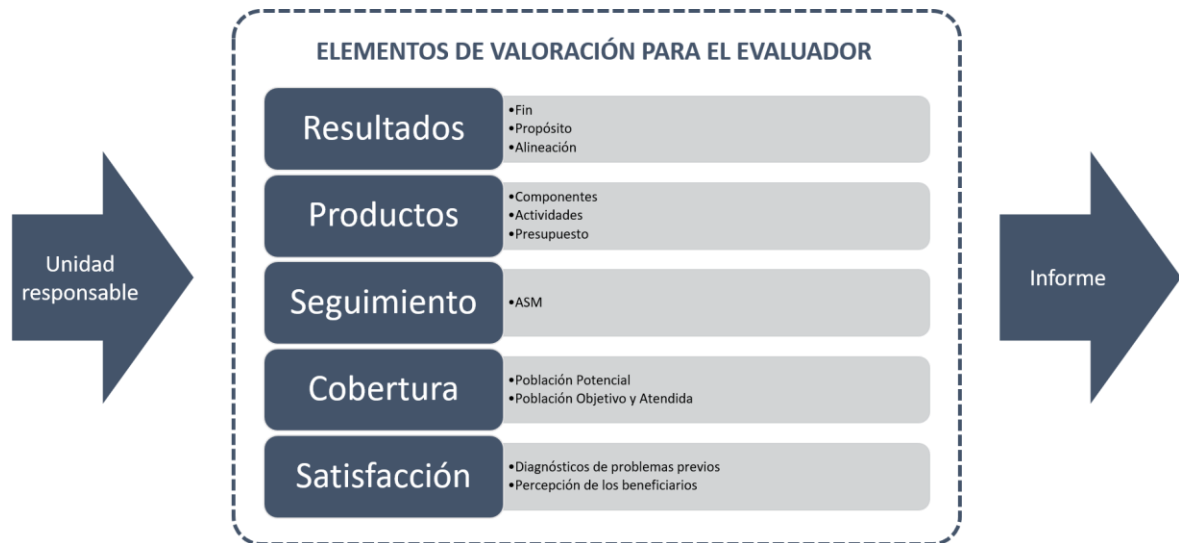 ELEMENTOS DE VALORACIÓN PARA EL EVALUADOR
Unidad
responsable
Resultados
•Fin
•Propósito
•Alineación
Productos
•Componentes
•Actividades
•Presupuesto
Seguimiento
•ASM
Cobertura
•Población Potencial
•Población Objetivo y Atendida
Satisfacción
•Diagnósticos de problemas previos
•Percepción de los beneficiarios
Informe